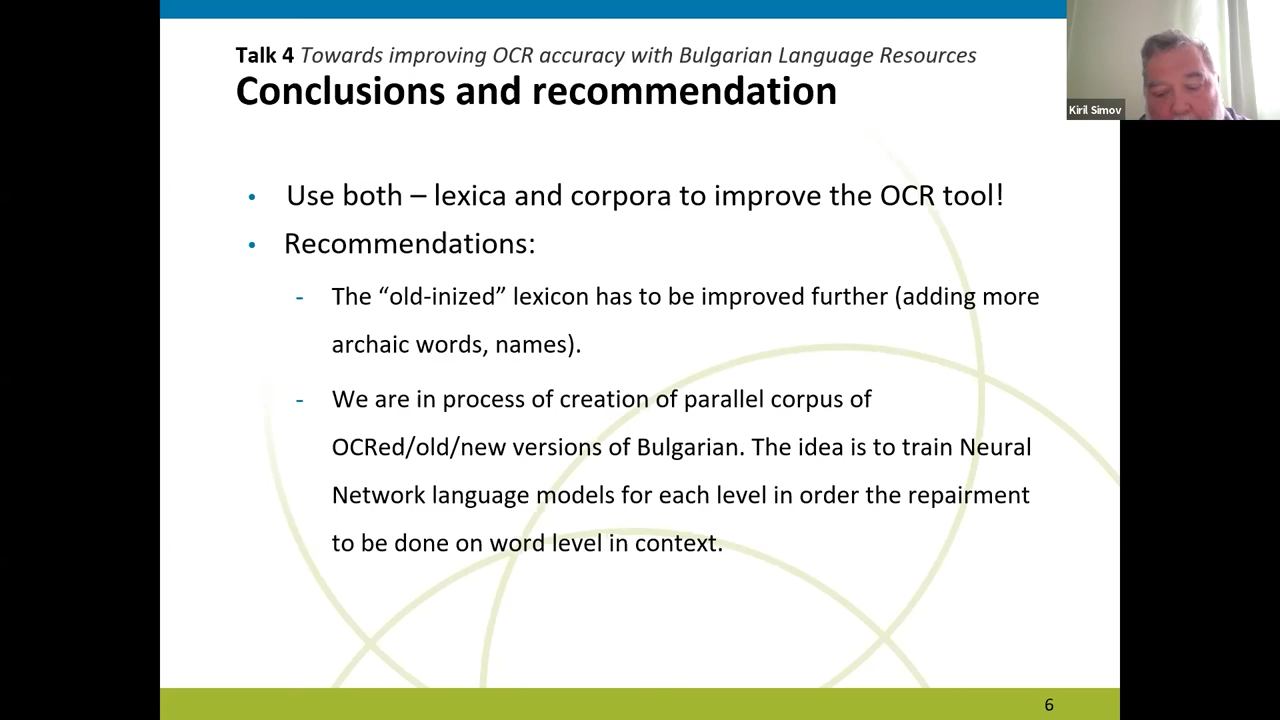 Talk 4 Towards improving OCR accuracy with Bulgarian Language Resources
Conclusions and recommendation
Kiril Simov
• Use both – lexica and corpora to improve the OCR tool!
• Recommendations:
- The “old-inized” lexicon has to be improved further (adding more
archaic words, names).
- We are in process of creation of parallel corpus of
OCRed/old/new versions of Bulgarian. The idea is to train Neural
Network language models for each level in order the repairment
to be done on word level in context.
6